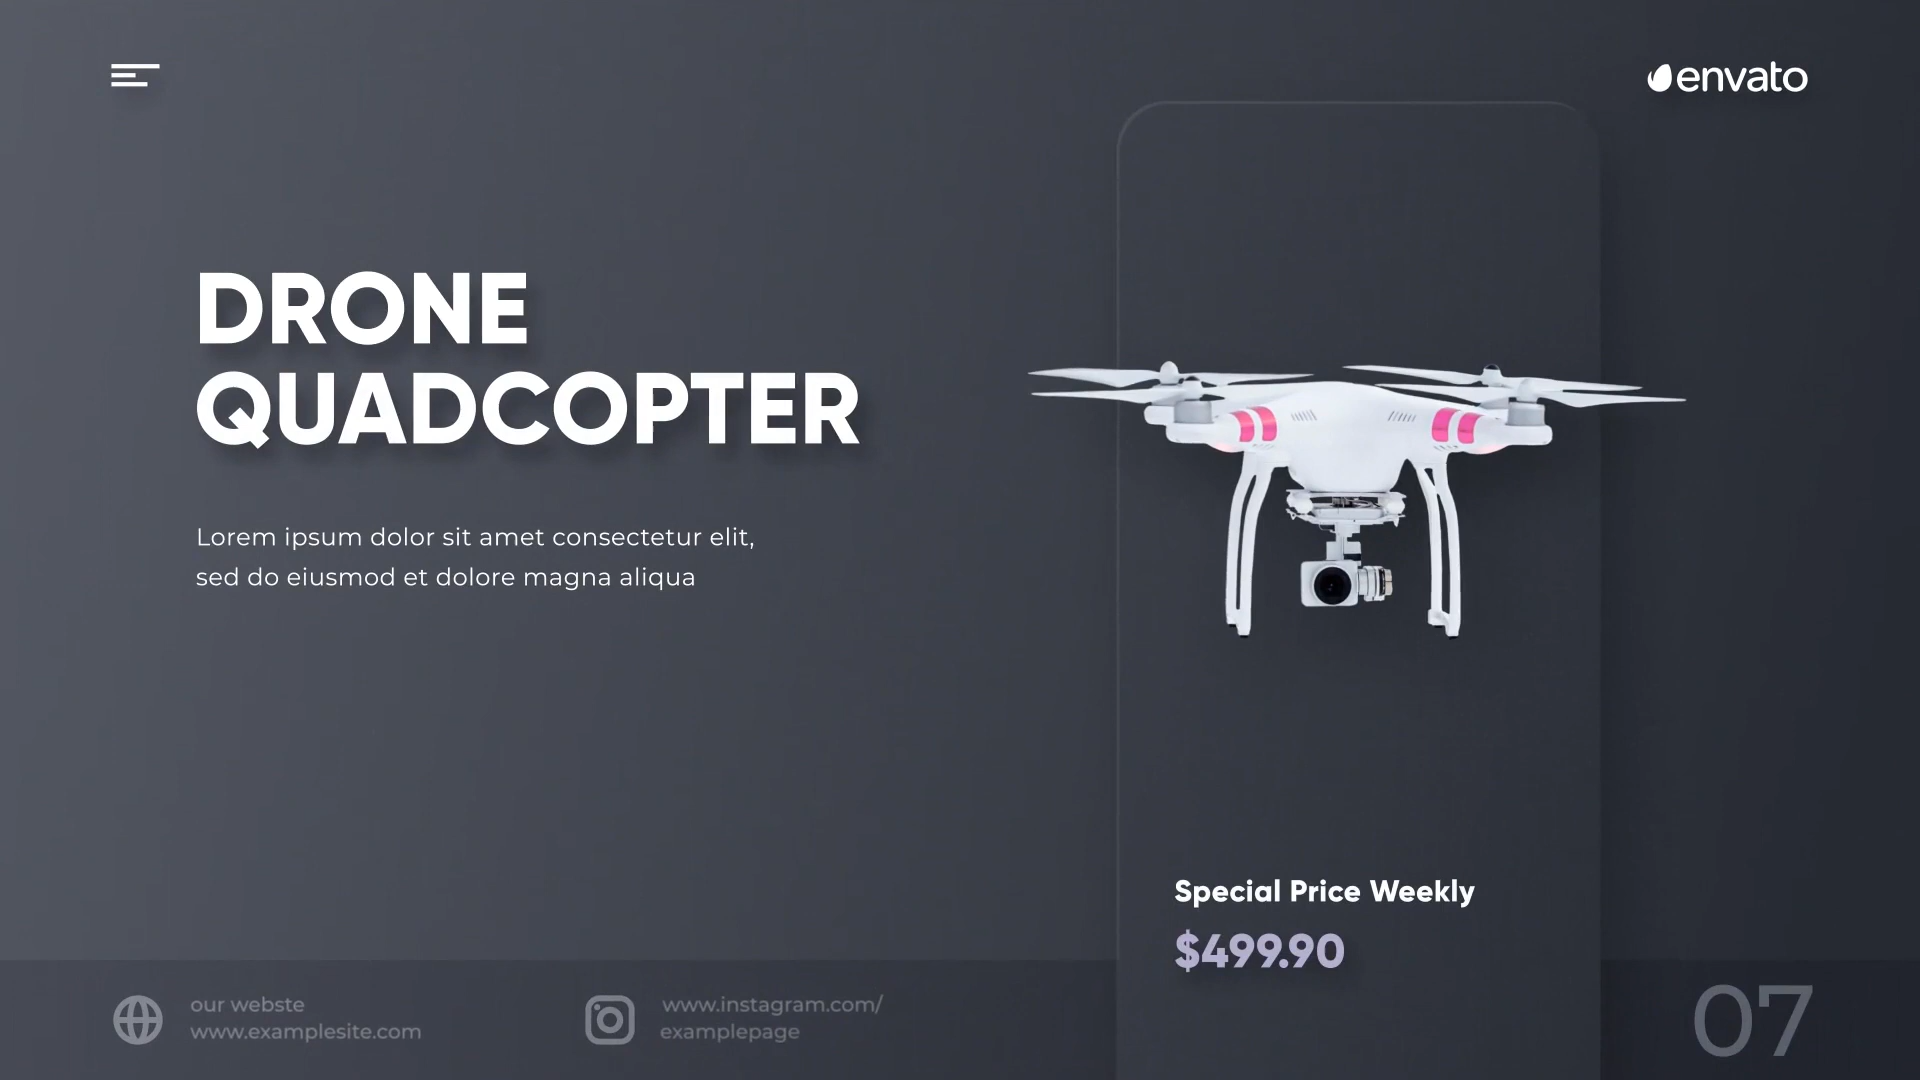 envato
DRONE
QUADCOPTER
Lorem ipsum dolor sit amet consectetur elit,
sed do eiusmod et dolore magna aliqua
Special Price Weekly
$499.90
our webste
www.examplesite.com
www.instagram.com/
examplepage
07